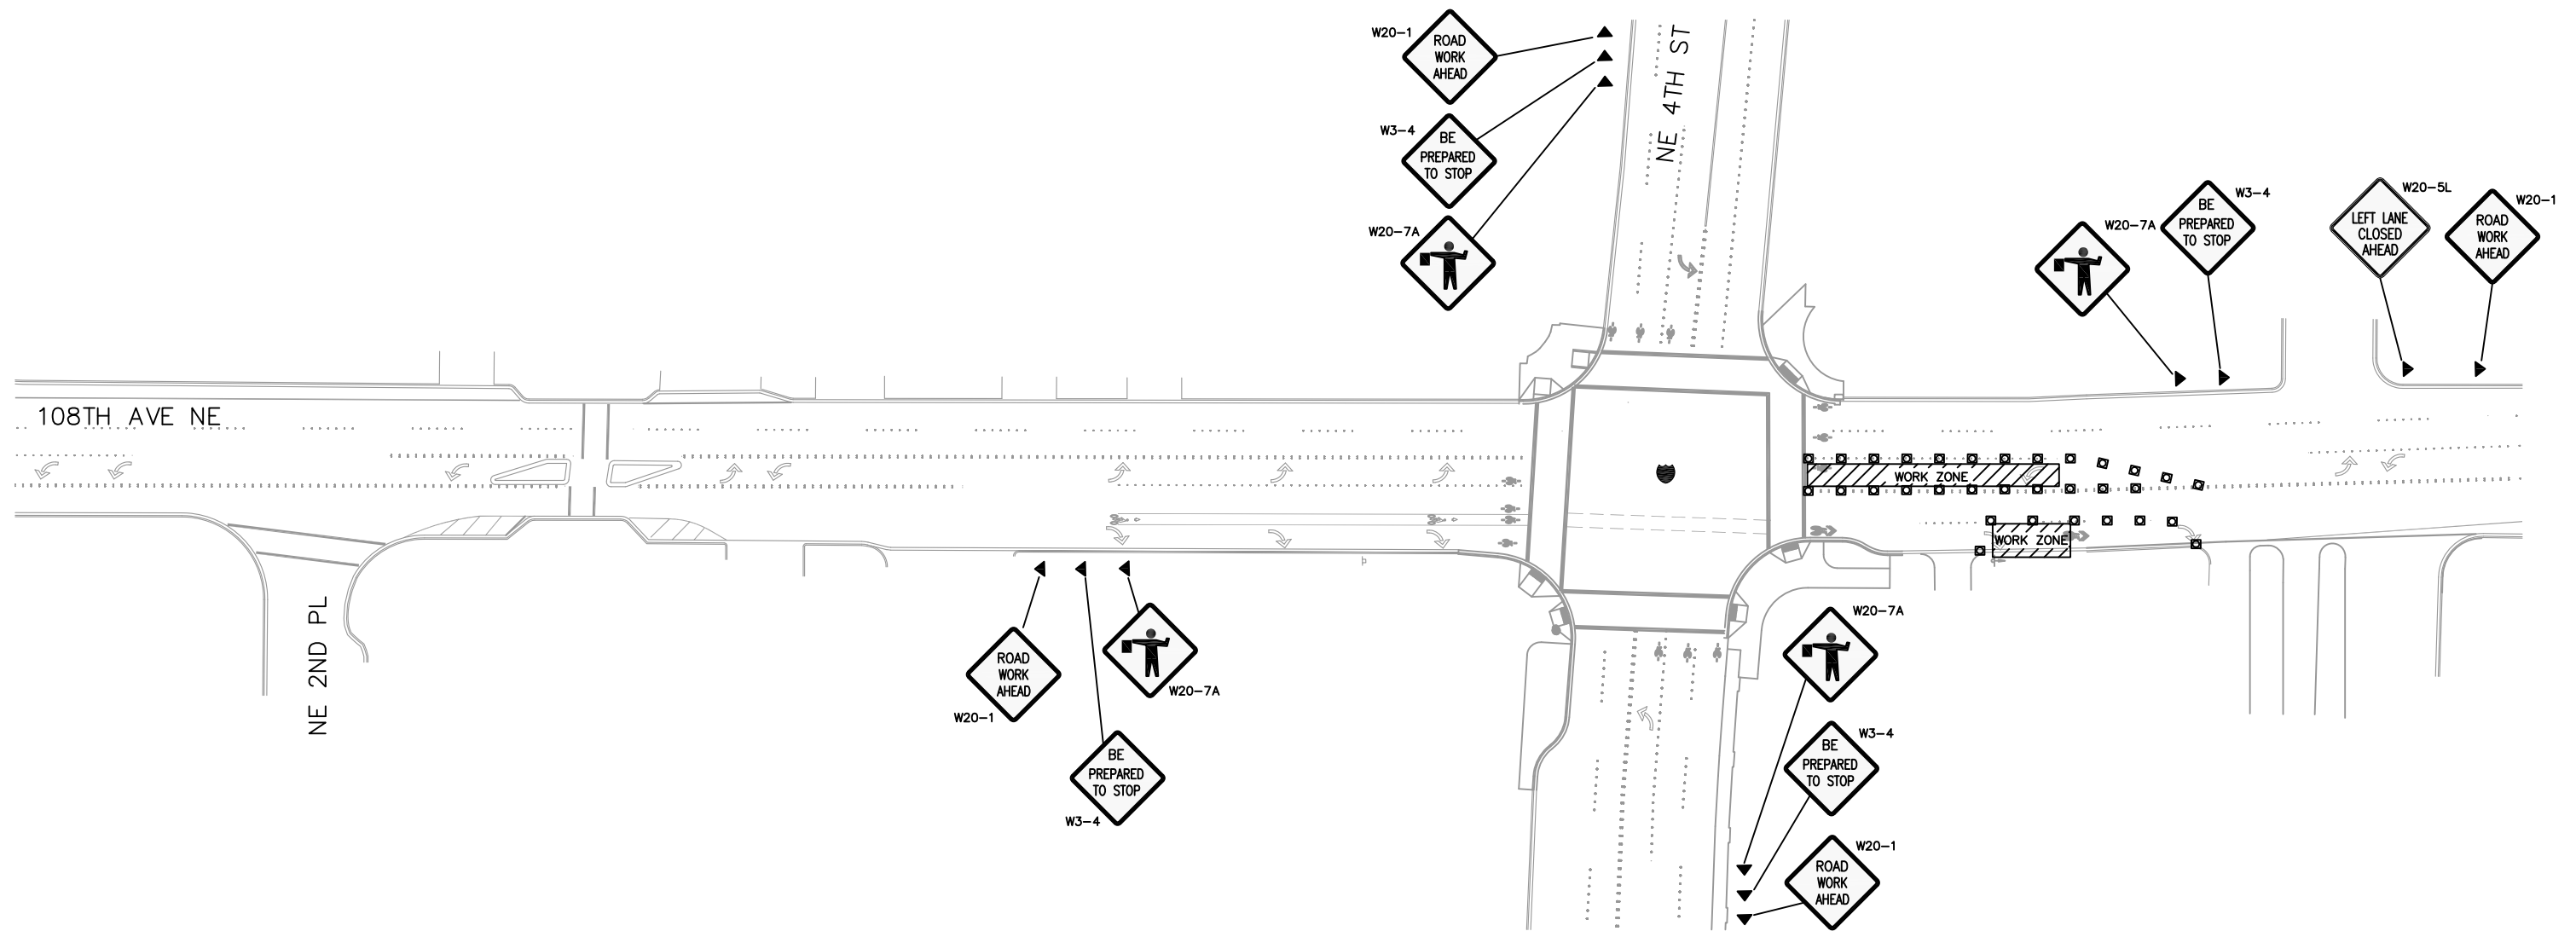 W20-1
ROAD
WORK
AHEAD
W3-4
BE
PREPARED
TO STOP
W20-7A
NE 4TH ST
W20-7A
W3-4
BE
PREPARED
TO STOP
W20-5L
LEFT LANE
CLOSED
AHEAD
W20-1
ROAD
WORK
AHEAD
108TH AVE NE
WORK ZONE
WORK ZONE
NE 2ND PL
ROAD
WORK
AHEAD
W20-1
W20-7A
BE
PREPARED
TO STOP
W3-4
W20-7A
W3-4
BE
PREPARED
TO STOP
W20-1
ROAD
WORK
AHEAD